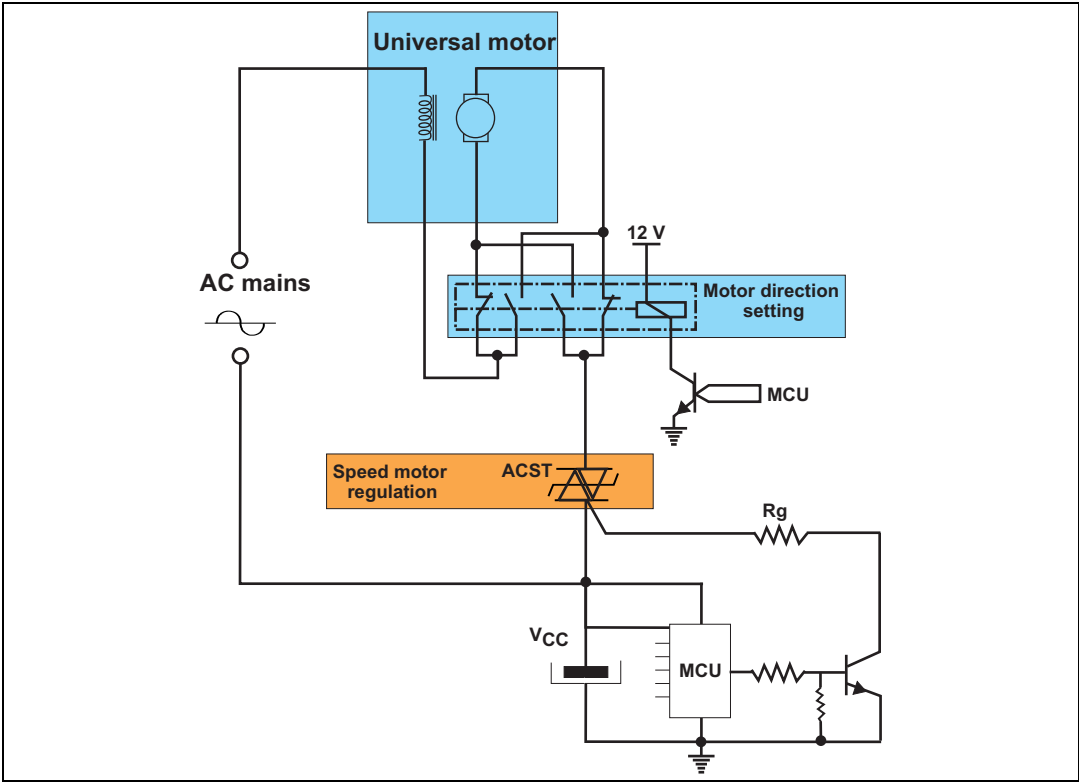 Universal motor
12 V
AC mains
Motor direction
setting
MCU
Speed motor
regulation
ACST
Rg
VCC
MCU